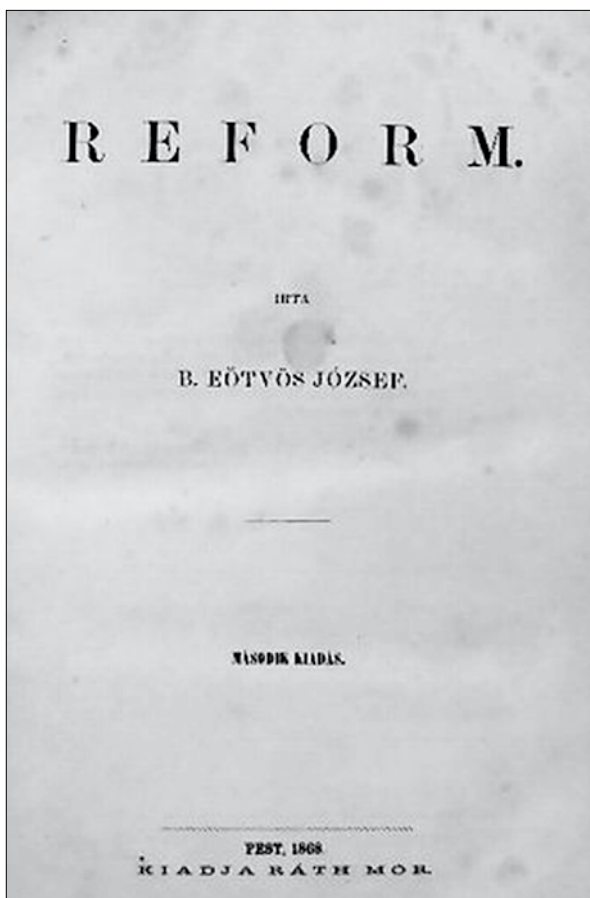 REFORM.
IRTA
B. EÖTVÖS JÓZSEF.
MÁSODIK KIADÁS.
PEST, 1868
KIADJA RÁTH MÓR.